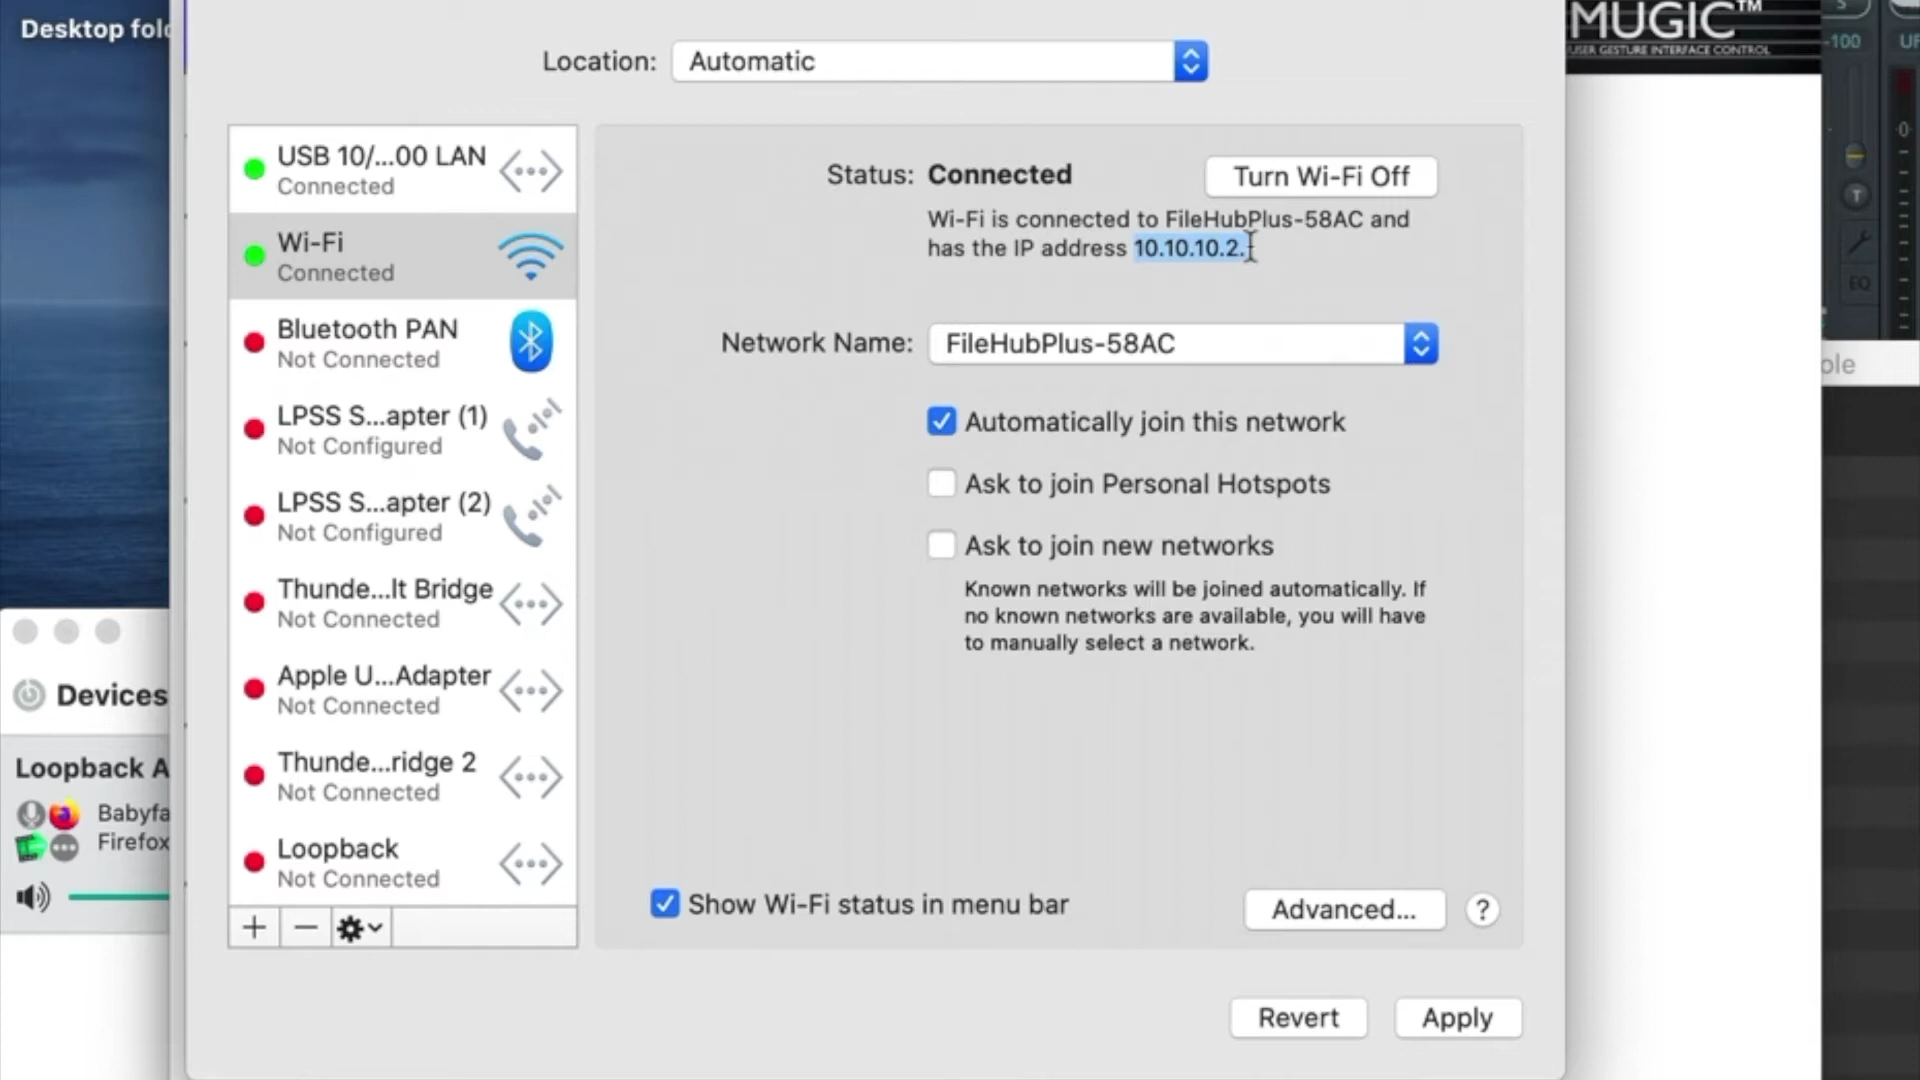 Desktop fol
MUGIC™
USER GESTURE INTERFACE CONTROL
Location: Automatic
-100
USB 10/...00 LAN
Connected
Wi-Fi
Connected
Bluetooth PAN
Not Connected
LPSS S...apter (1)
Not Configured
LPSS S...apter (2)
Not Configured
Thunde...lt Bridge
Not Connected
Apple U...Adapter
Not Connected
Thunde...ridge 2
Not Connected
Loopback
Not Connected
Status: Connected
Turn Wi-Fi Off
Wi-Fi is connected to FileHubPlus-58AC and
has the IP address 10.10.10.2.
Network Name: FileHubPlus-58AC
Automatically join this network
Ask to join Personal Hotspots
Ask to join new networks
Known networks will be joined automatically. If
no known networks are available, you will have
to manually select a network.
Show Wi-Fi status in menu bar
Advanced...
?
Revert
Apply
Devices
Loopback A
Babyfa
Firefox
S
0
T
EQ
ole